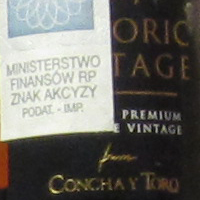 ORIC
TAGE
MINISTERSTWO
FINANSÓW RP
ZNAK AKCYZY
PODAT. - IMP.
PREMIUM
E VINTAGE
CONCHA Y TORO